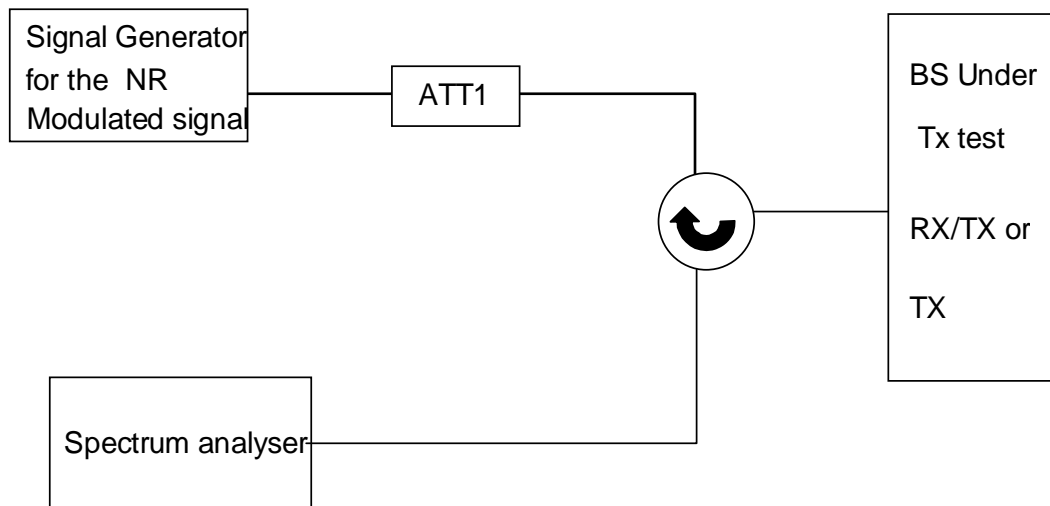 Signal Generator
for the NR
Modulated signal
ATT1
BS Under
Tx test
RX/TX or
TX
Spectrum analyser